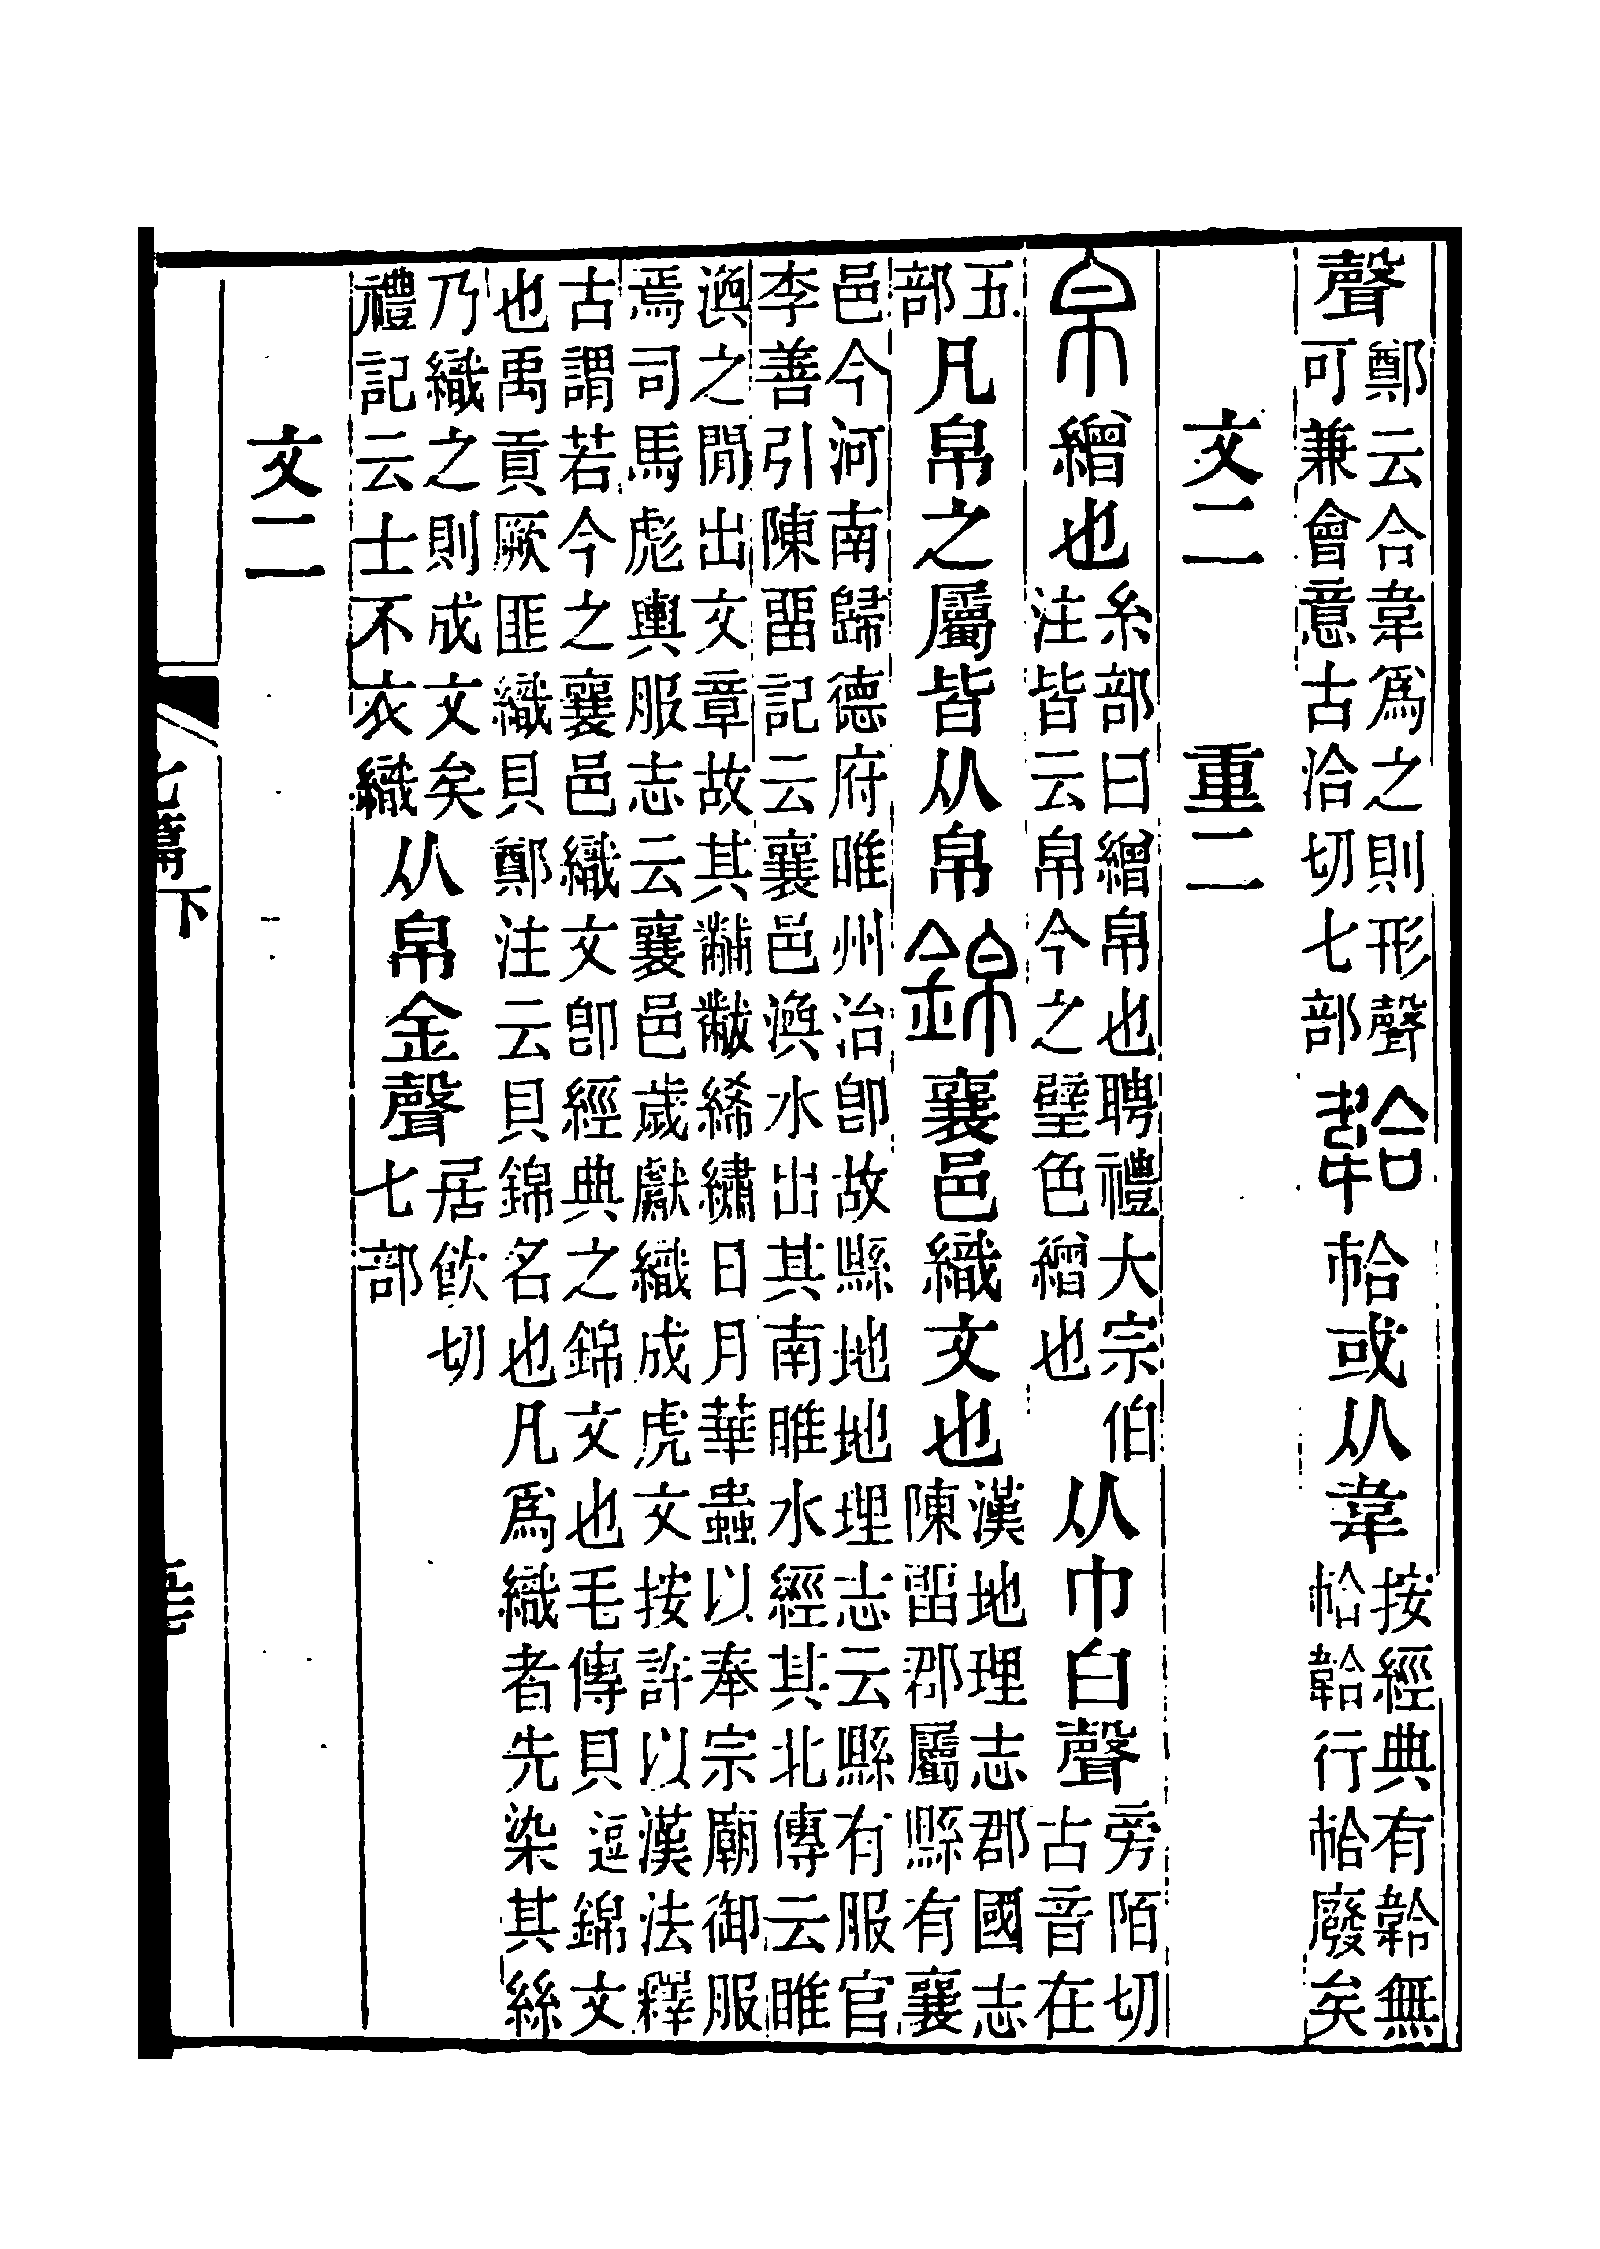 聲鄭云合韋爲之則形聲可兼會意古洽切七部韐𢂷或从韋按經典有韐無𢂷韐行𢂷廢矣
文二　重二
帛繒也糸部曰繒帛也聘禮大宗伯注皆云帛今之璧色繒也从巾白聲旁陌切古音在
五部凡帛之屬皆从帛錦襄邑織文也漢地理志郡國志陳畱郡屬縣有襄
邑今河南歸德府唯州治卽故縣地地理志云縣有服官
李善引陳畱記云襄邑渙水出其南睢水經其北傳云睢
渙之閒出文章故其黼黻絺繡日月華蟲以奉宗廟御服
焉司馬彪輿服志云襄邑歲獻織成虎文按許以漢法釋
古謂若今之襄邑織文卽經典之錦文也毛傳貝逗錦文
也禹貢厥匪織貝鄭注云貝錦名也凡爲織者先染其絲
乃織之則成文矣禮記云士不衣織从帛金聲居飮切七部
文二
七篇下